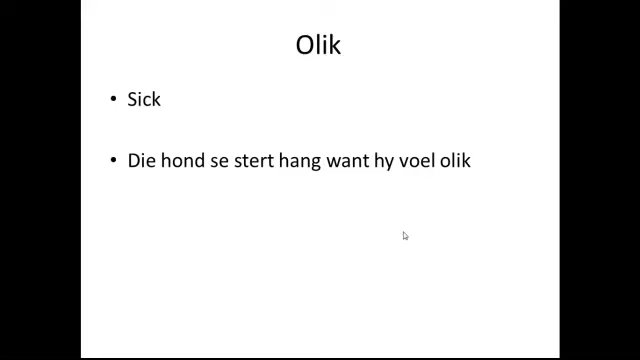 Olik
• Sick
• Die hond se stert hang want hy voel olik